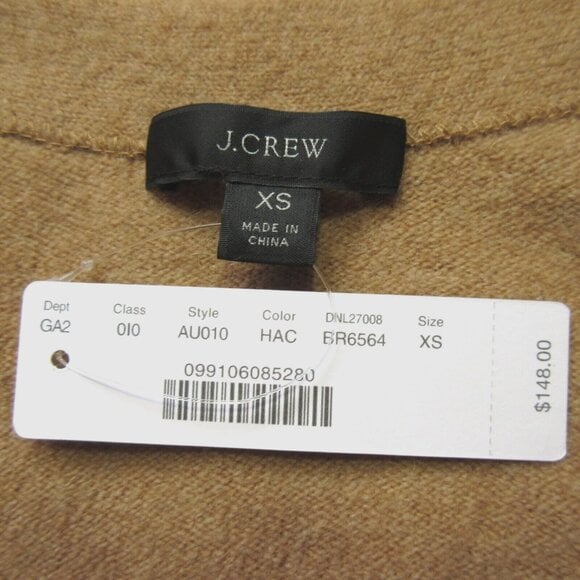 J.CREW
XS
MADE IN
CHINA
Dept Class Style Color DNL27008 Size
GA2 0I0 AU010 HAC BR6564 XS
099106085280
$148.00